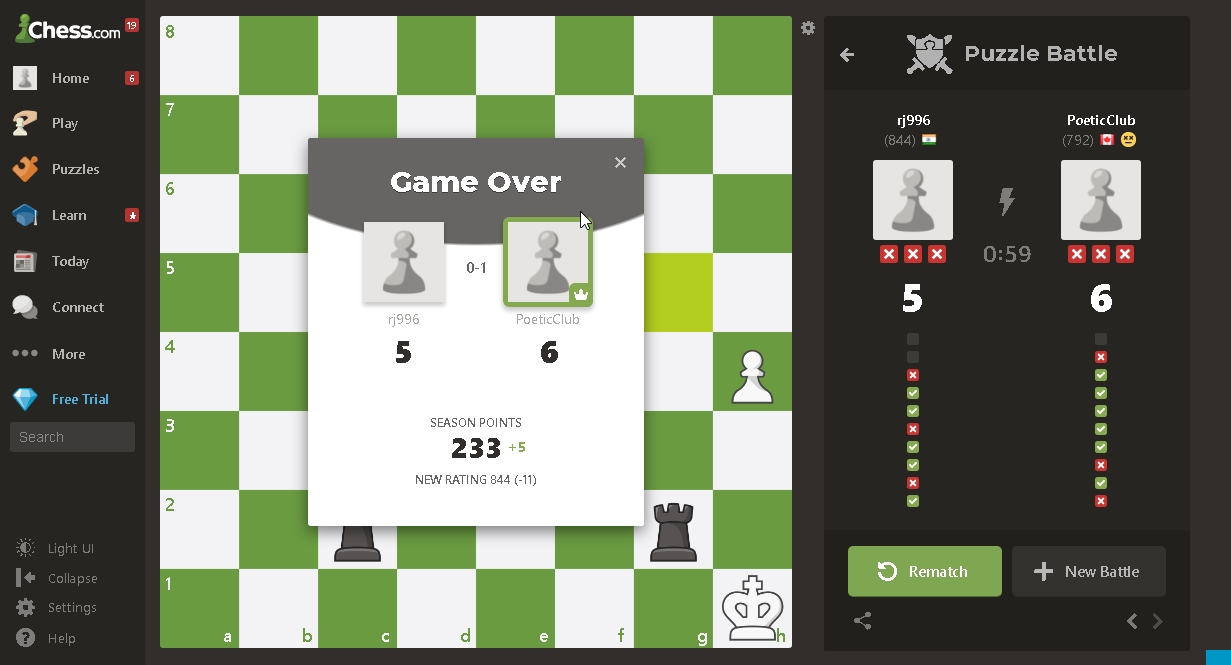 Chess.com 19
Home 6
Play
Puzzles
Learn
Today
Connect
More
Free Trial
Search
Light UI
Collapse
Settings
Help
8
7
6
5
4
3
2
1
a b c d e f g h
Game Over
0-1
rj996 PoeticClub
5 6
SEASON POINTS
233 +5
NEW RATING 844 (-11)
Puzzle Battle
rj996 PoeticClub
(844) (792)
0:59
5 6
Rematch New Battle